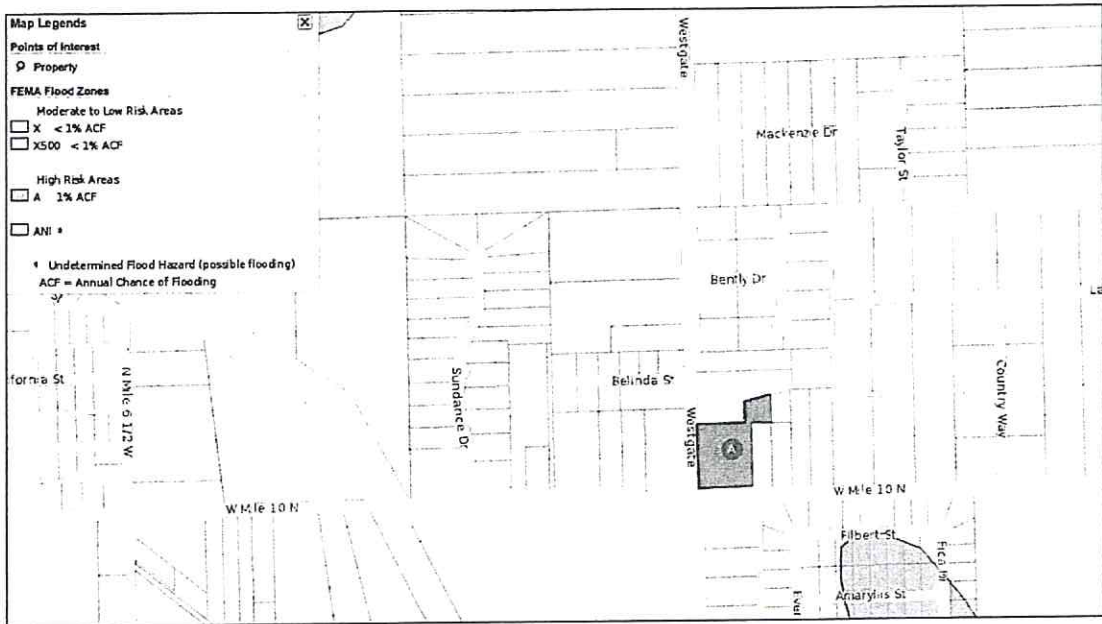 Map Legends
Points of Interest
Property
FEMA Flood Zones
Moderate to Low Risk Areas
X < 1% ACF
X500 < 1% ACF
High Risk Areas
A 1% ACF
ANI *
* Undetermined Flood Hazard (possible flooding)
ACF = Annual Chance of Flooding
Westgate
Mackenzie Dr
Taylor St
Bently Dr
La
ifornia St
N Mile 6 1/2 W
Sundance Dr
Belinda St
Westgate
A
Country Way
W Mile 10 N
W Mile 10 N
Filbert St
Amaryllis St
Ever